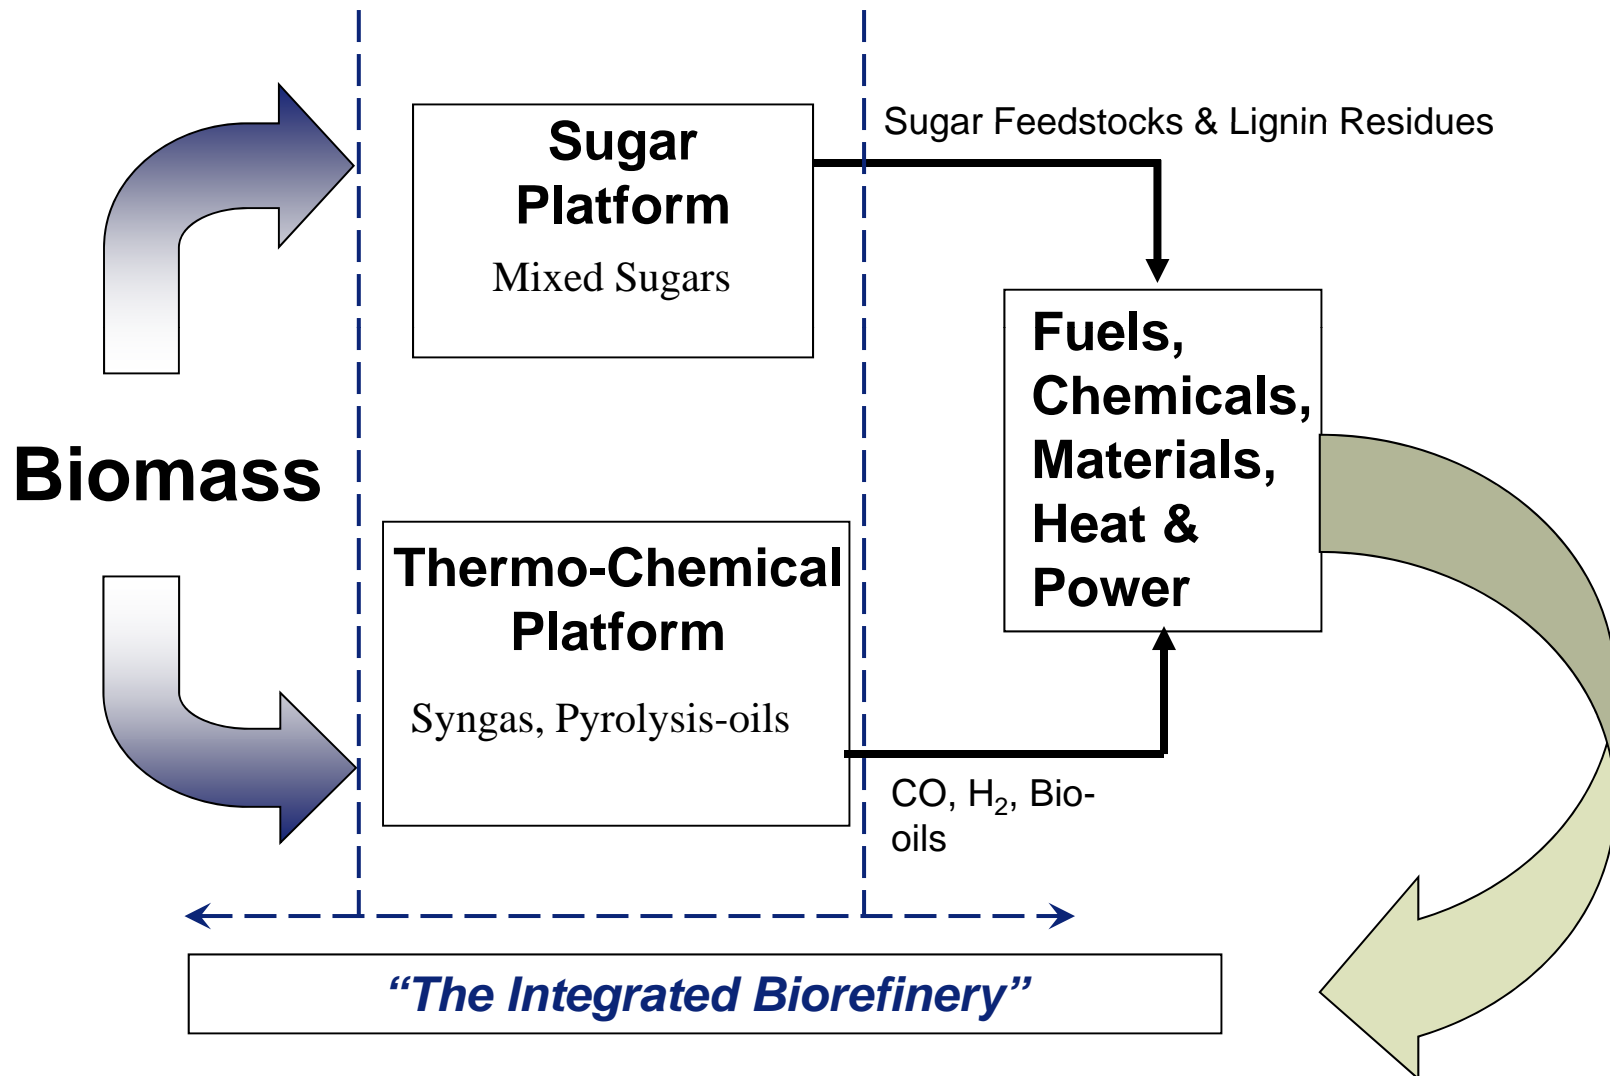 Sugar
Platform
Mixed Sugars
Sugar Feedstocks & Lignin Residues
Biomass
Fuels,
Chemicals,
Materials,
Heat &
Power
Thermo-Chemical
Platform
Syngas, Pyrolysis-oils
CO, H₂, Bio-
oils
“The Integrated Biorefinery”